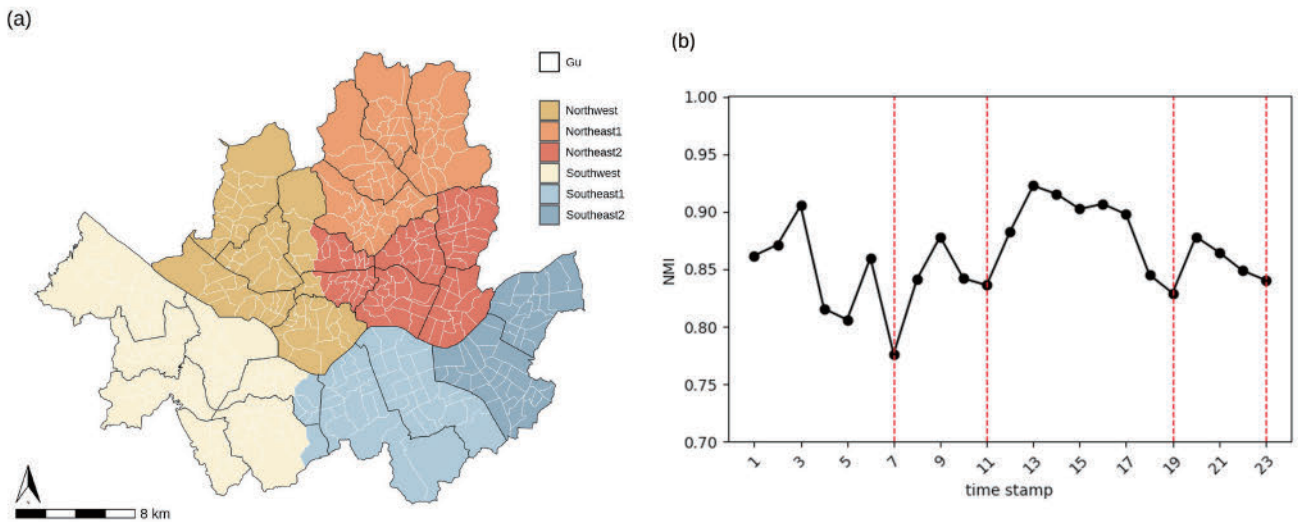 (a)
Gu
Northwest
Northeast1
Northeast2
Southwest
Southeast1
Southeast2
8 km
(b)
1.00
0.95
0.90
0.85
0.80
0.75
0.70
NMI
1 3 5 7 9 11 13 15 17 19 21 23
time stamp